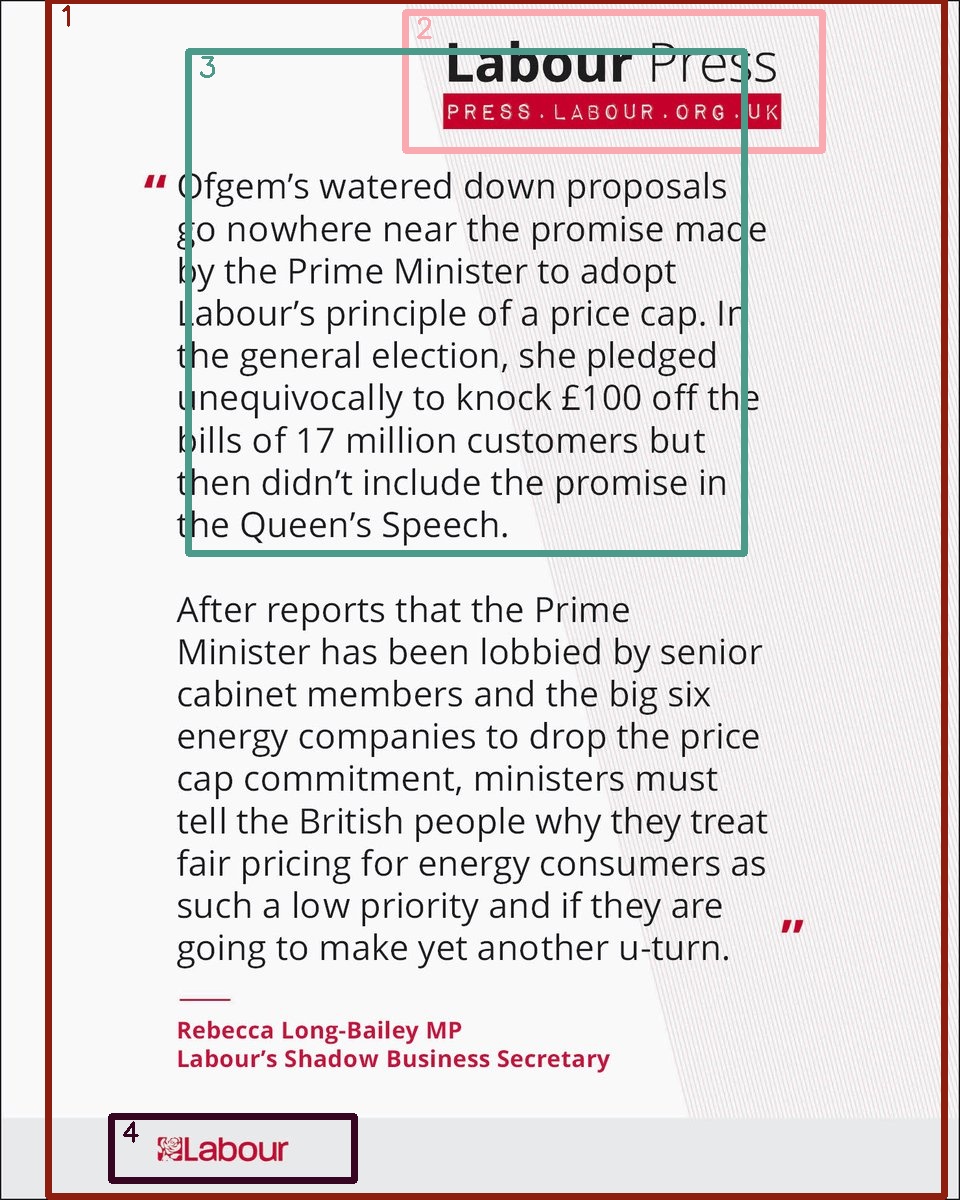 Labour Press
PRESS.LABOUR.ORG.UK
" Ofgem's watered down proposals
go nowhere near the promise made
by the Prime Minister to adopt
Labour's principle of a price cap. In
the general election, she pledged
unequivocally to knock £100 off the
bills of 17 million customers but
then didn't include the promise in
the Queen's Speech.
After reports that the Prime
Minister has been lobbied by senior
cabinet members and the big six
energy companies to drop the price
cap commitment, ministers must
tell the British people why they treat
fair pricing for energy consumers as
such a low priority and if they are
going to make yet another u-turn. "
Rebecca Long-Bailey MP
Labour's Shadow Business Secretary
Labour